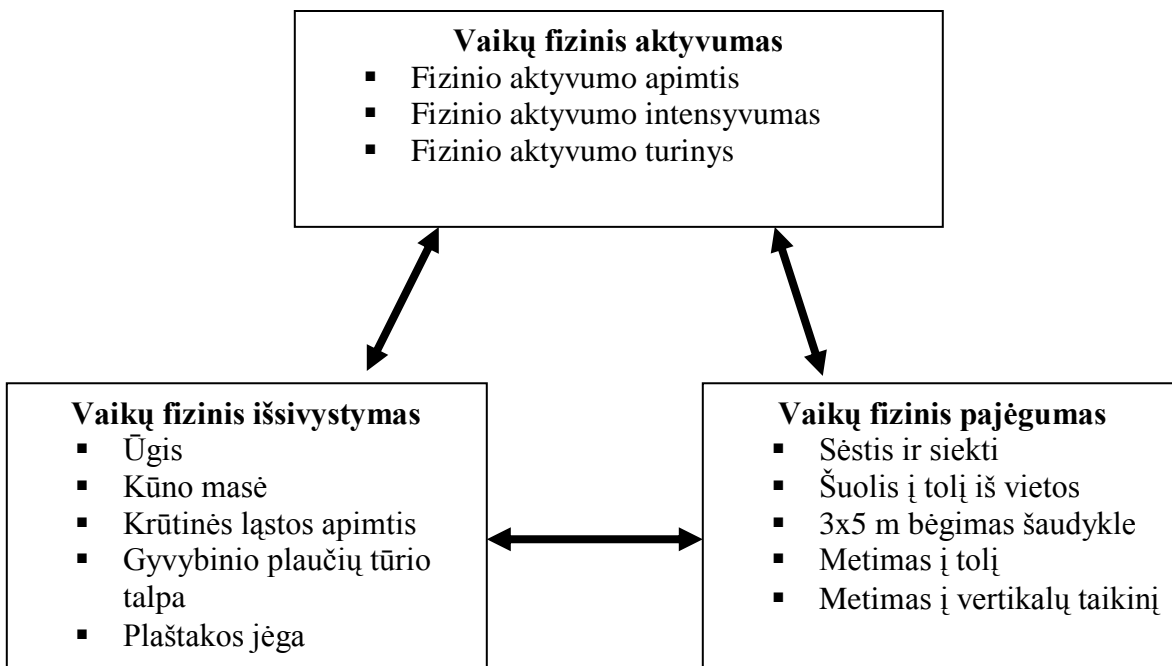 Vaikų fizinis aktyvumas
▪ Fizinio aktyvumo apimtis
▪ Fizinio aktyvumo intensyvumas
▪ Fizinio aktyvumo turinys
Vaikų fizinis išsivystymas
▪ Ūgis
▪ Kūno masė
▪ Krūtinės ląstos apimtis
▪ Gyvybinio plaučių tūrio
talpa
▪ Plaštakos jėga
Vaikų fizinis pajėgumas
▪ Sėstis ir siekti
▪ Šuolis į tolį iš vietos
▪ 3x5 m bėgimas šaudykle
▪ Metimas į tolį
▪ Metimas į vertikalų taikinį